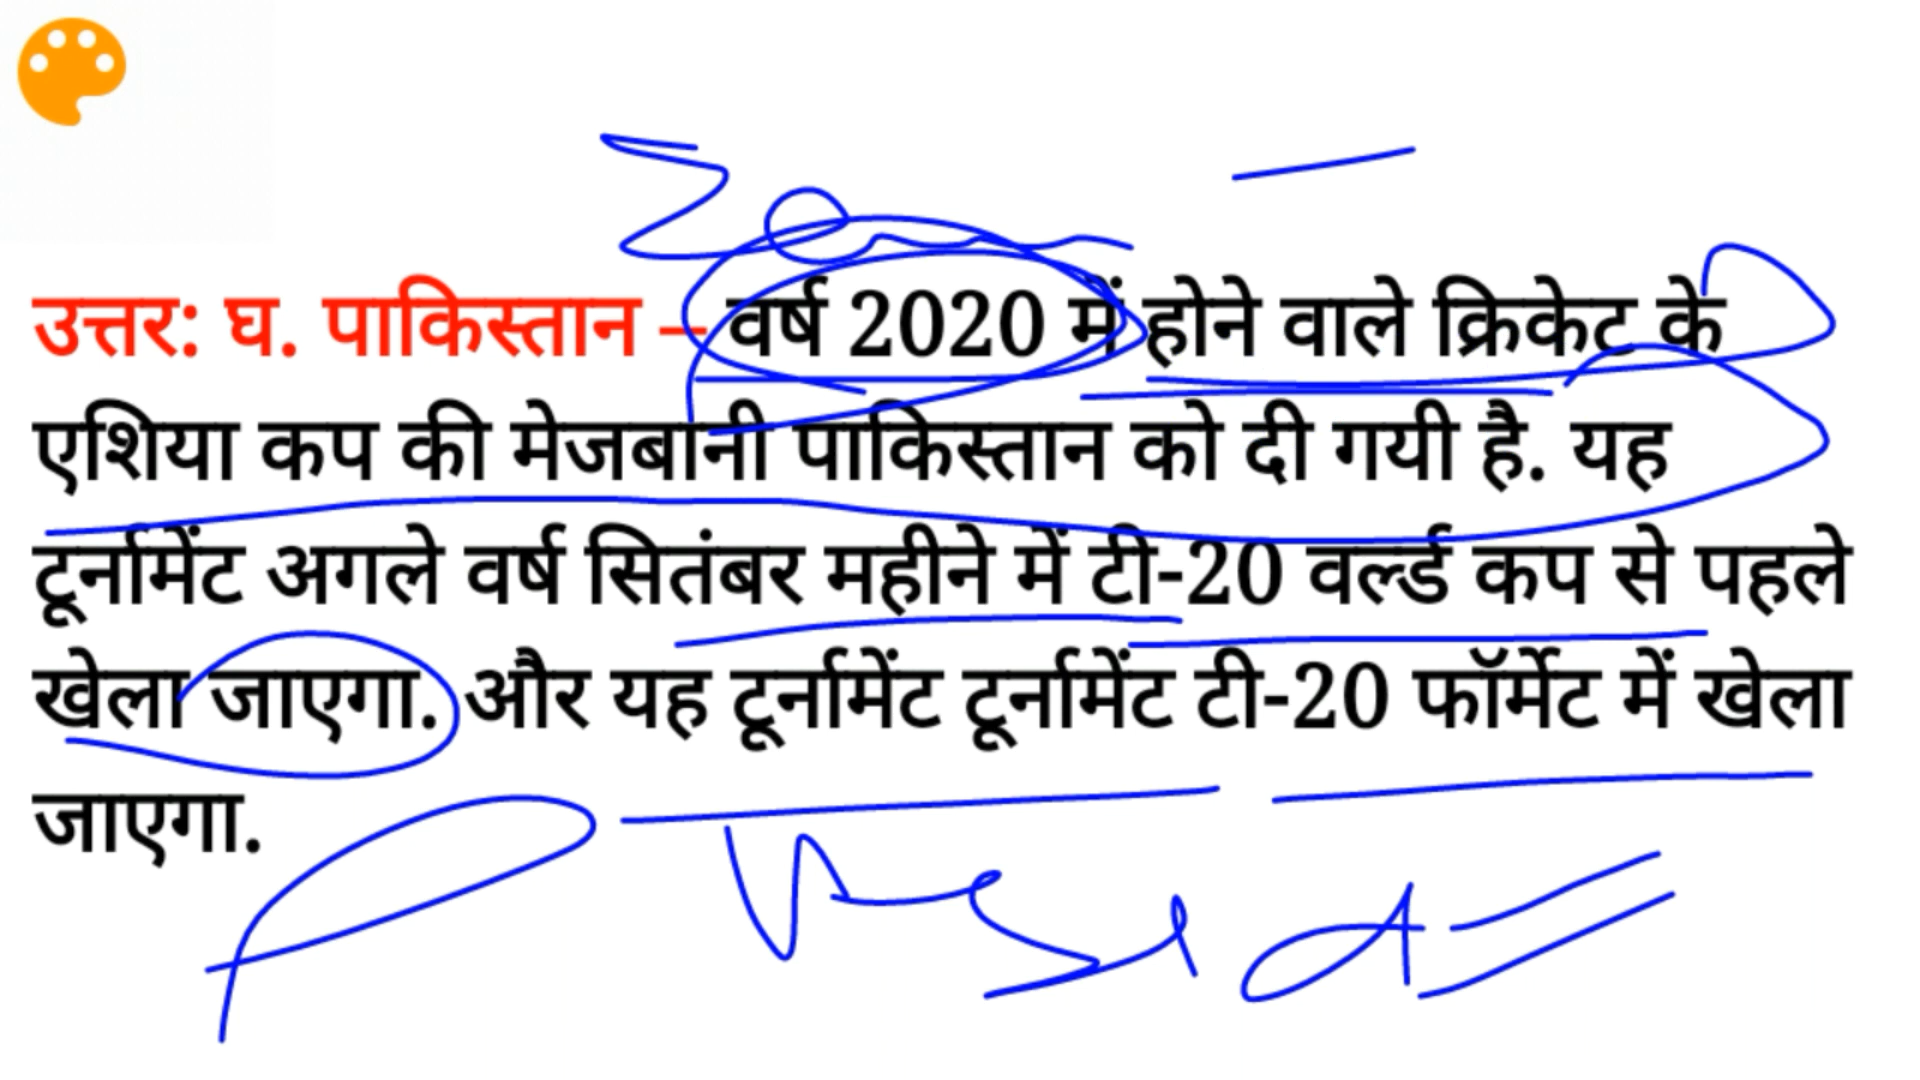 उत्तर: घ. पाकिस्तान – वर्ष 2020 में होने वाले क्रिकेट के
एशिया कप की मेजबानी पाकिस्तान को दी गयी है. यह
टूर्नामेंट अगले वर्ष सितंबर महीने में टी-20 वर्ल्ड कप से पहले
खेला जाएगा. और यह टूर्नामेंट टूर्नामेंट टी-20 फॉर्मेट में खेला
जाएगा.